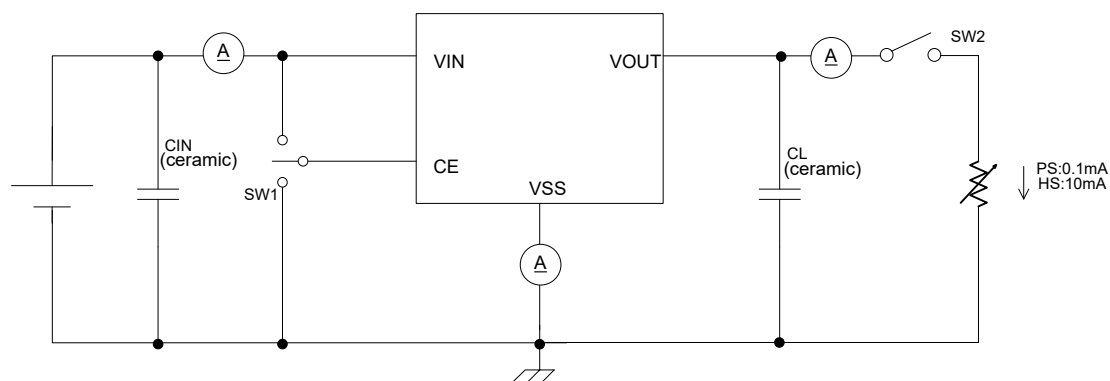 A
A
SW2
VIN
VOUT
CIN
(ceramic)
CE
SW1
CL
(ceramic)
PS:0.1mA
HS:10mA
VSS
A